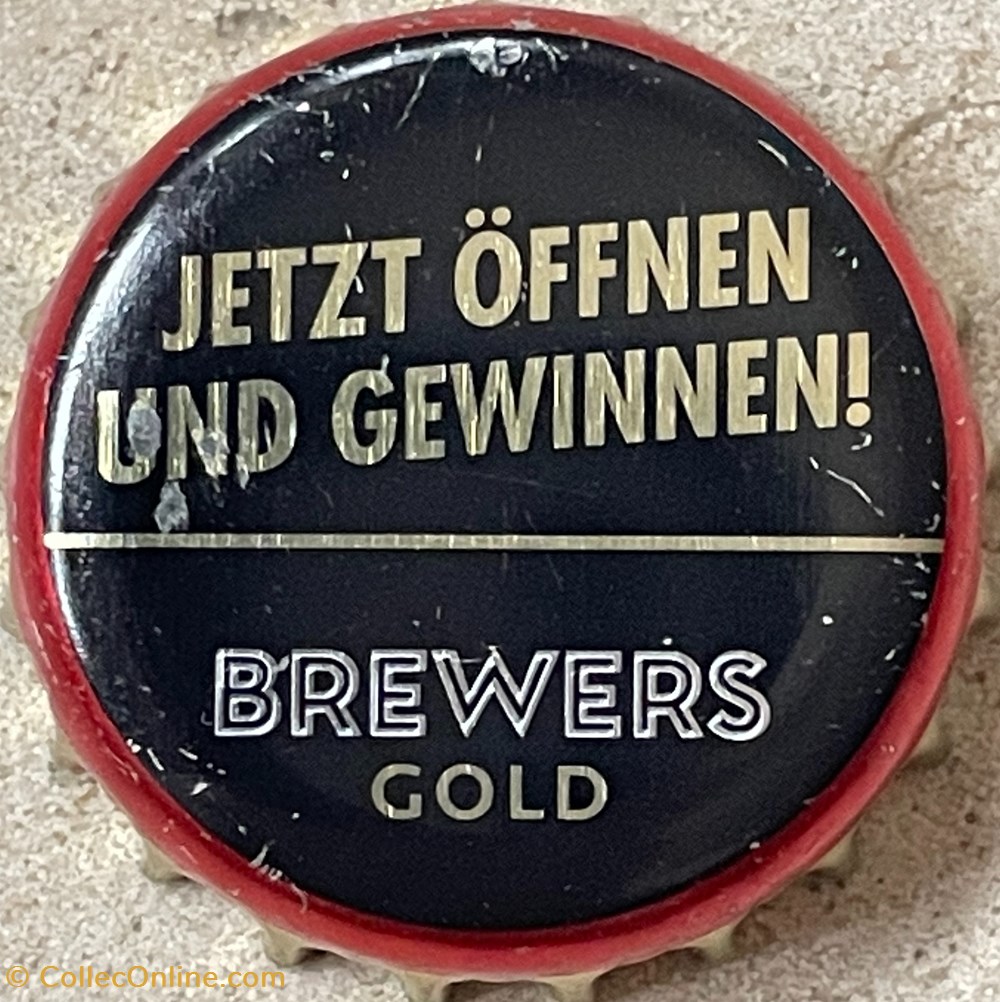 JETZT ÖFFNEN
UND GEWINNEN!
BREWERS
GOLD
© CollecOnline.com